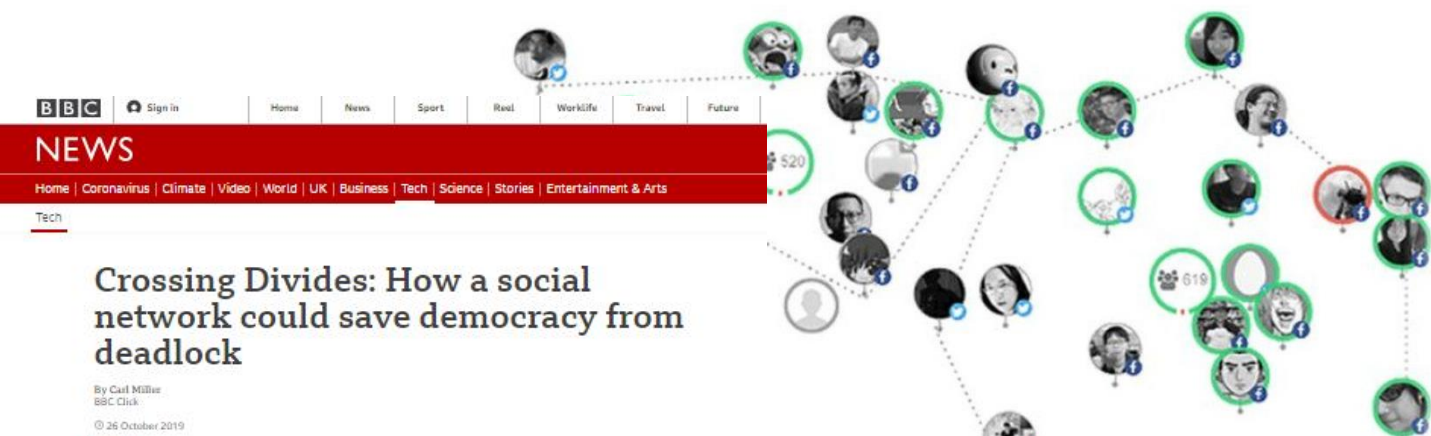 BBC Sign in Home News Sport Reel Worklife Travel Future
NEWS
Home | Coronavirus | Climate | Video | World | UK | Business | Tech | Science | Stories | Entertainment & Arts
Tech
Crossing Divides: How a social
network could save democracy from
deadlock
By Carl Miller
BBC Click
26 October 2019
520
619